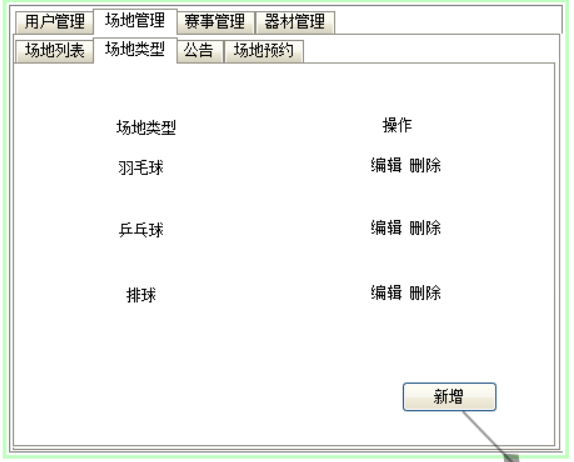 用户管理 场地管理 赛事管理 器材管理
场地列表 场地类型 公告 场地预约
场地类型 操作
羽毛球 编辑 删除
乒乓球 编辑 删除
排球 编辑 删除
新增